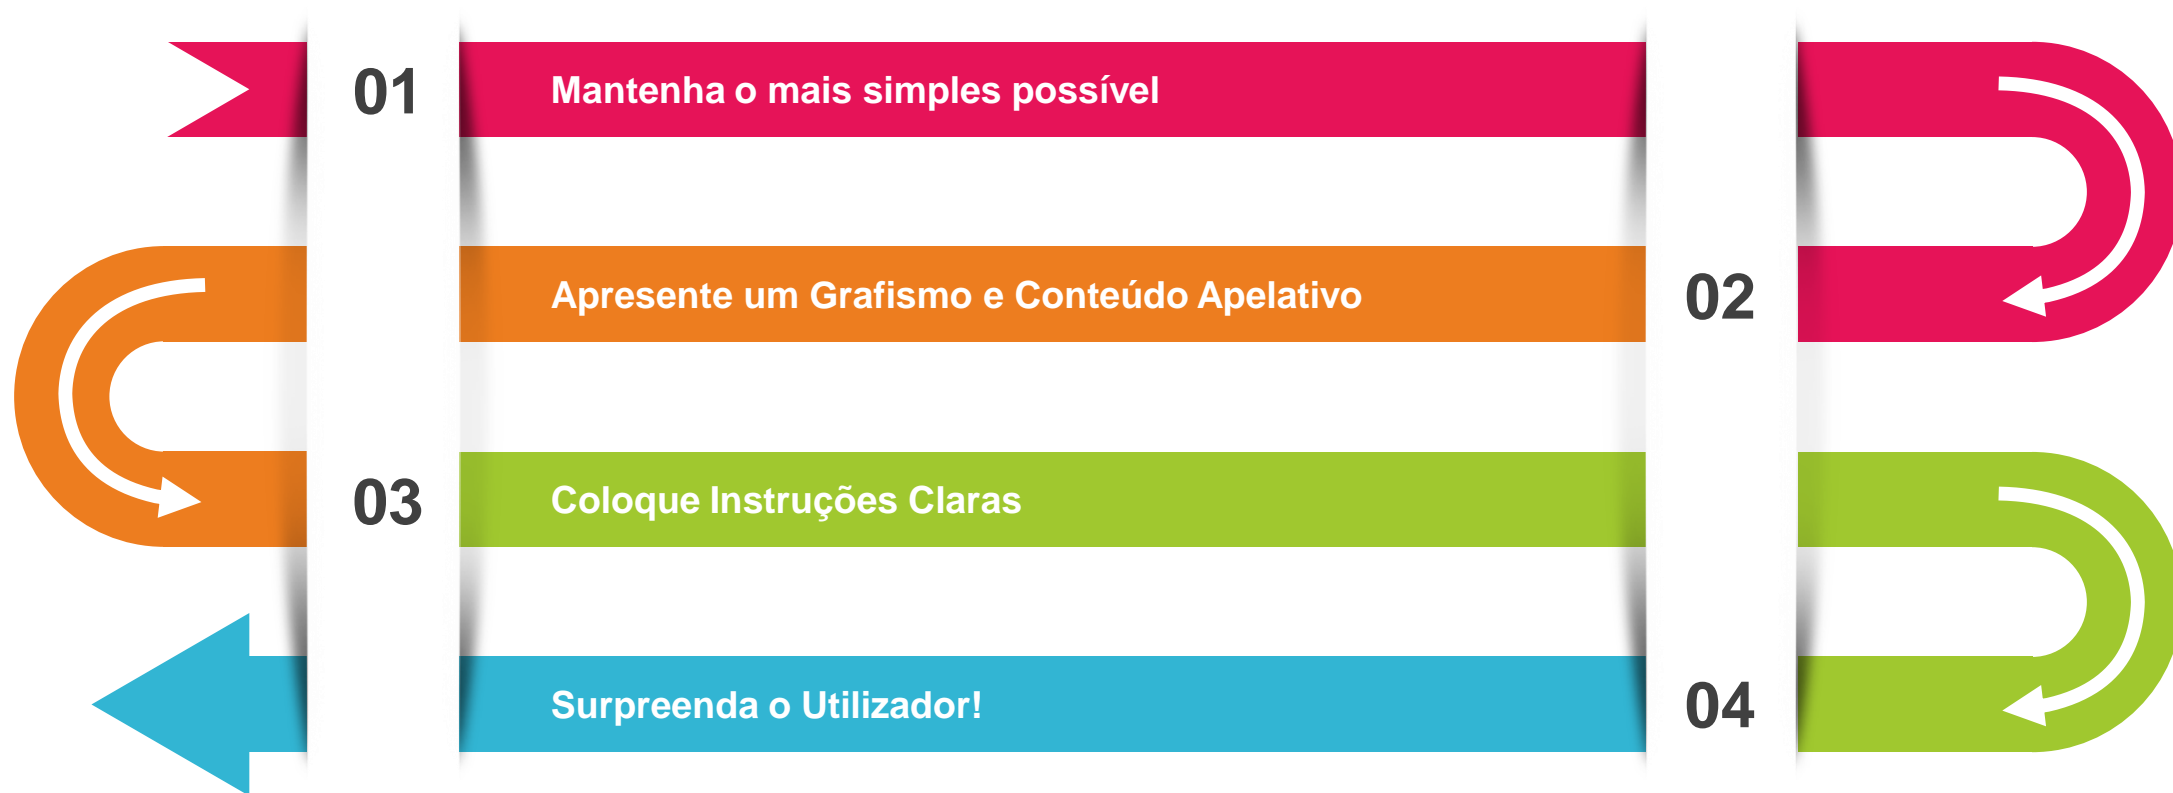 01
Mantenha o mais simples possível
Apresente um Grafismo e Conteúdo Apelativo
02
03
Coloque Instruções Claras
Surpreenda o Utilizador!
04